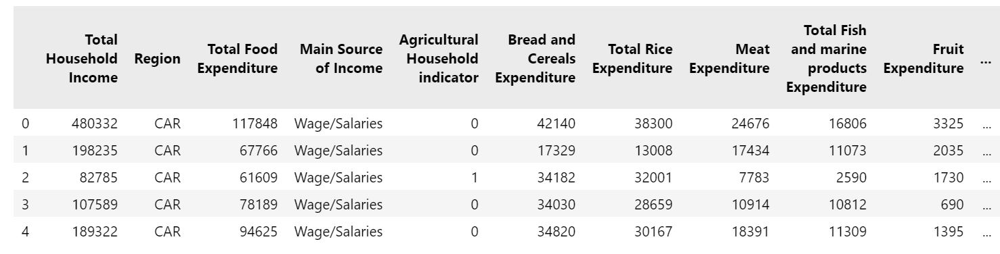 Total Household Income Region Total Food Expenditure Main Source of Income Agricultural Household indicator Bread and Cereals Expenditure Total Rice Expenditure Meat Expenditure Total Fish and marine products Expenditure Fruit Expenditure ...
0 480332 CAR 117848 Wage/Salaries 0 42140 38300 24676 16806 3325 ...
1 198235 CAR 67766 Wage/Salaries 0 17329 13008 17434 11073 2035 ...
2 82785 CAR 61609 Wage/Salaries 1 34182 32001 7783 2590 1730 ...
3 107589 CAR 78189 Wage/Salaries 0 34030 28659 10914 10812 690 ...
4 189322 CAR 94625 Wage/Salaries 0 34820 30167 18391 11309 1395 ...